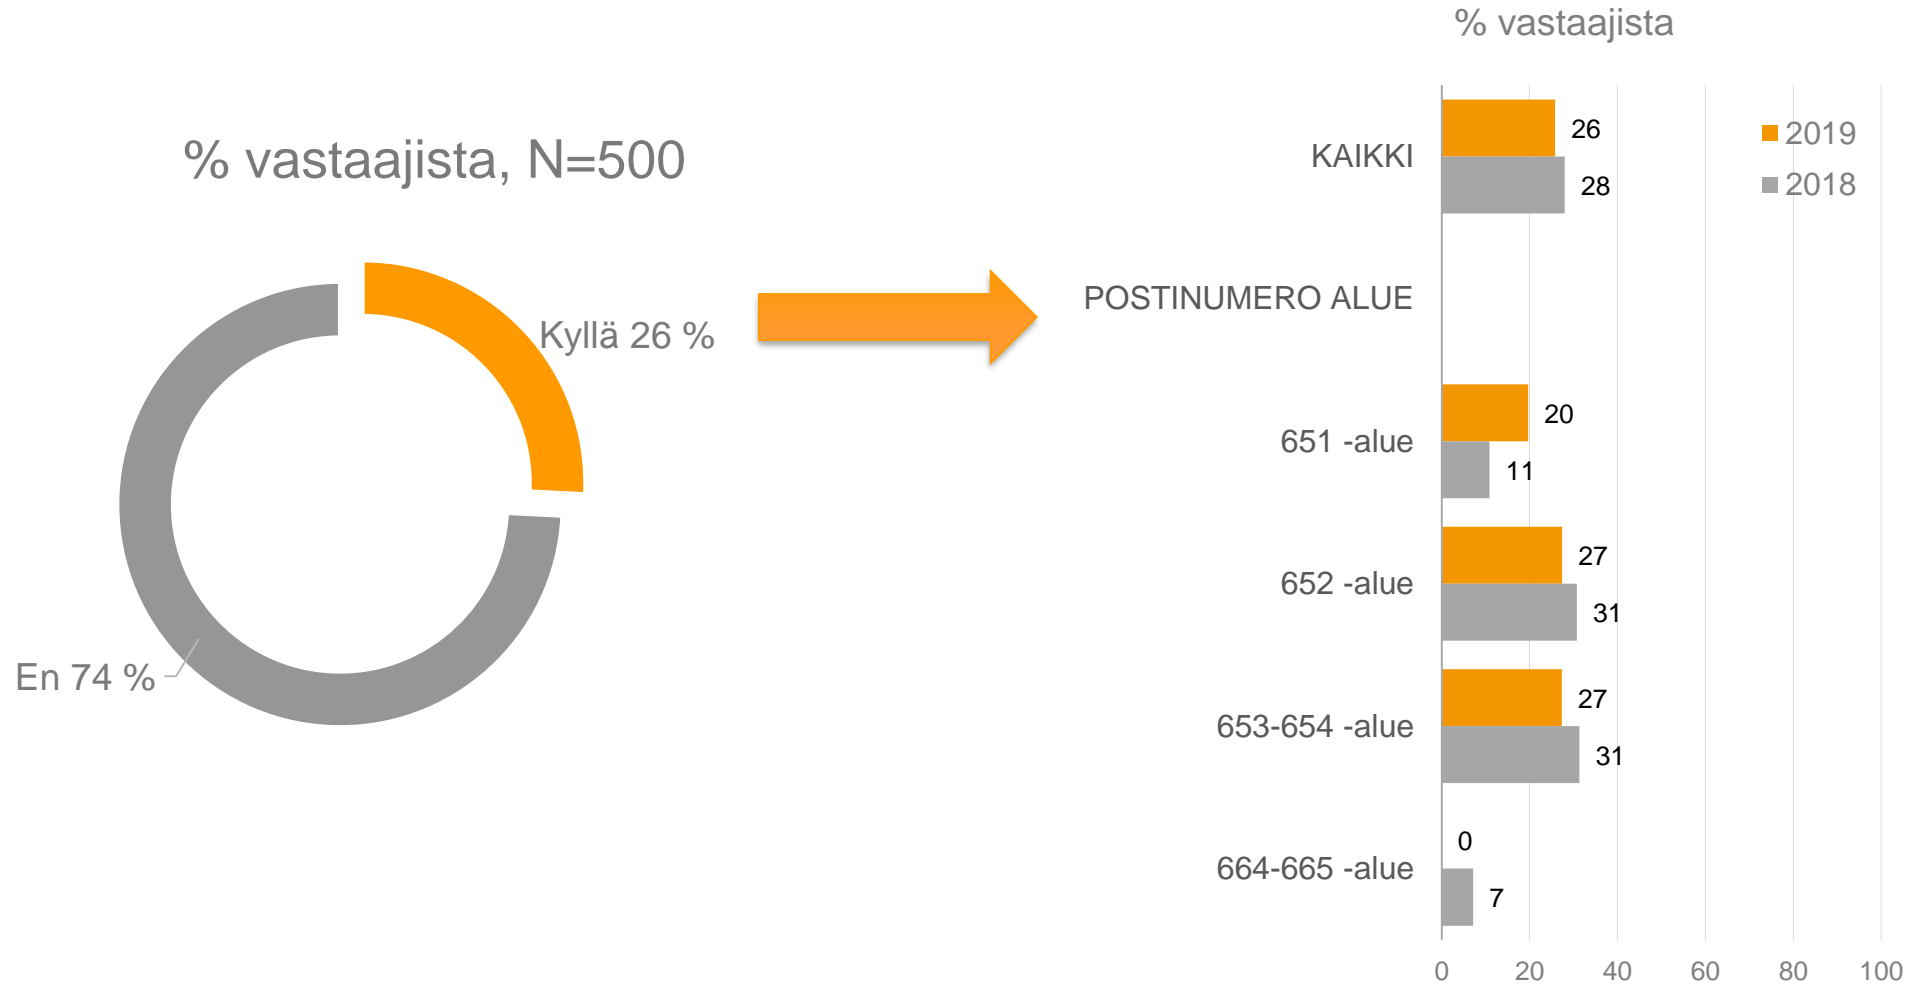 % vastaajista, N=500
Kyllä 26 %
En 74 %
% vastaajista
2019
2018
KAIKKI
26
28
POSTINUMERO ALUE
651 -alue
20
11
652 -alue
27
31
653-654 -alue
27
31
664-665 -alue
0
7
0 20 40 60 80 100